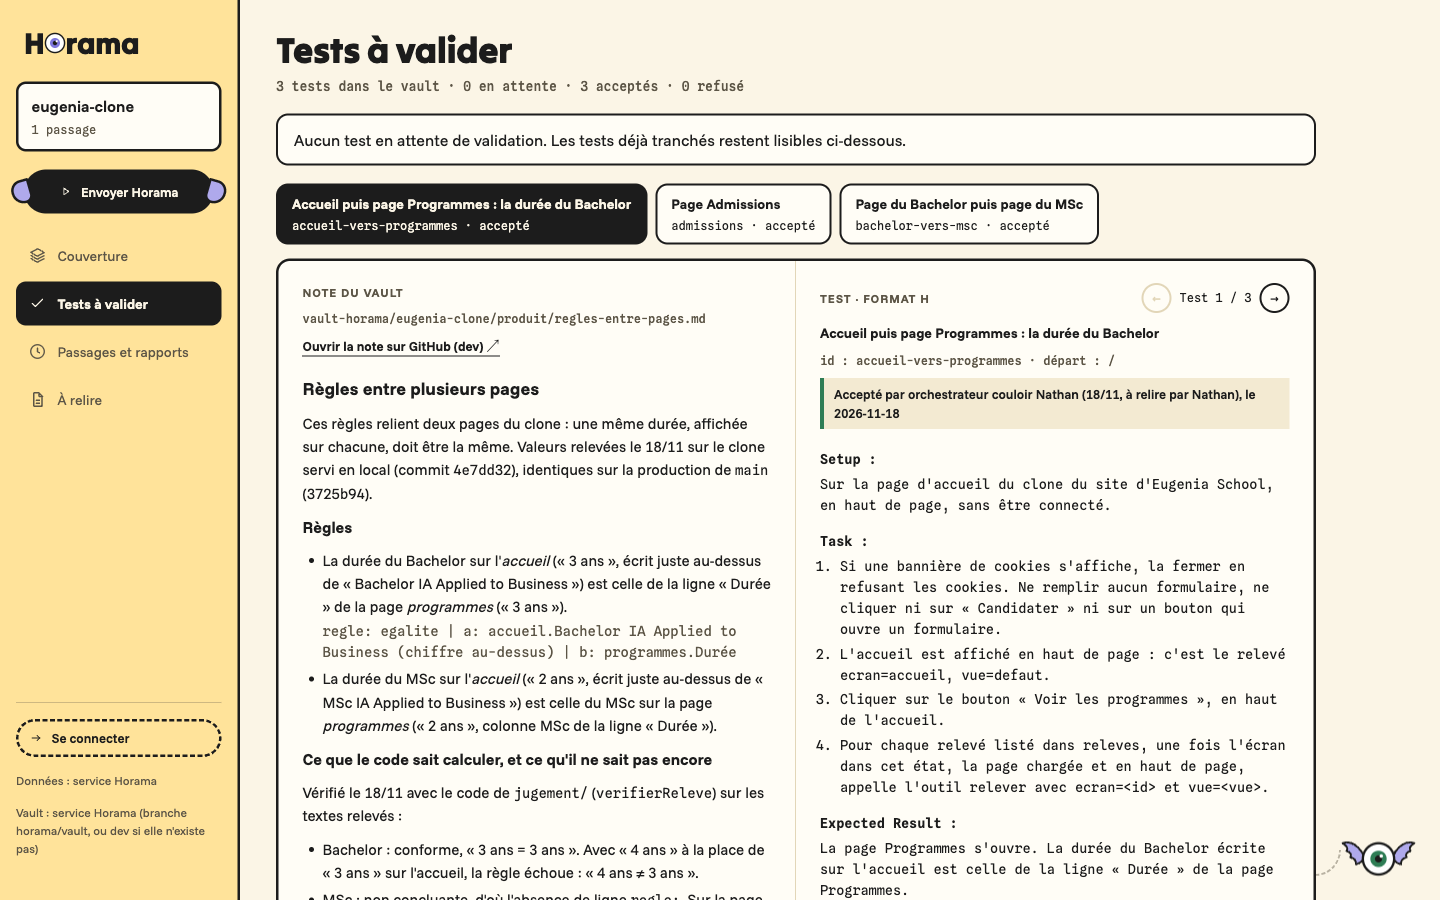 Horama
eugenia-clone
1 passage
Envoyer Horama
Couverture
Tests à valider
Passages et rapports
À relire
Se connecter
Données : service Horama
Vault : service Horama (branche
horama/vault, ou dev si elle n'existe
pas)
Tests à valider
3 tests dans le vault · 0 en attente · 3 acceptés · 0 refusé
Aucun test en attente de validation. Les tests déjà tranchés restent lisibles ci-dessous.
Accueil puis page Programmes : la durée du Bachelor
accueil-vers-programmes · accepté
Page Admissions
admissions · accepté
Page du Bachelor puis page du MSc
bachelor-vers-msc · accepté
NOTE DU VAULT
vault-horama/eugenia-clone/produit/regles-entre-pages.md
Ouvrir la note sur GitHub (dev) ↗
Règles entre plusieurs pages
Ces règles relient deux pages du clone : une même durée, affichée
sur chacune, doit être la même. Valeurs relevées le 18/11 sur le clone
servi en local (commit 4e7dd32), identiques sur la production de main
(3725b94).
Règles
• La durée du Bachelor sur l'accueil (« 3 ans », écrit juste au-dessus
de « Bachelor IA Applied to Business ») est celle de la ligne « Durée
» de la page programmes (« 3 ans »).
regle: egalite | a: accueil.Bachelor IA Applied to
Business (chiffre au-dessus) | b: programmes.Durée
• La durée du MSc sur l'accueil (« 2 ans », écrit juste au-dessus de «
MSc IA Applied to Business ») est celle du MSc sur la page
programmes (« 2 ans », colonne MSc de la ligne « Durée »).
Ce que le code sait calculer, et ce qu'il ne sait pas encore
Vérifié le 18/11 avec le code de jugement/ (verifierReleve) sur les
textes relevés :
• Bachelor : conforme, « 3 ans = 3 ans ». Avec « 4 ans » à la place de
« 3 ans » sur l'accueil, la règle échoue : « 4 ans ≠ 3 ans ».
• MSc : non concluante, d'où l'absence de ligne regle:. Sur la page
TEST · FORMAT H
← Test 1 / 3 →
Accueil puis page Programmes : la durée du Bachelor
id : accueil-vers-programmes · départ : /
Accepté par orchestrateur couloir Nathan (18/11, à relire par Nathan), le
2026-11-18
Setup :
Sur la page d'accueil du clone du site d'Eugenia School,
en haut de page, sans être connecté.
Task :
1. Si une bannière de cookies s'affiche, la fermer en
refusant les cookies. Ne remplir aucun formulaire, ne
cliquer ni sur « Candidater » ni sur un bouton qui
ouvre un formulaire.
2. L'accueil est affiché en haut de page : c'est le relevé
ecran=accueil, vue=defaut.
3. Cliquer sur le bouton « Voir les programmes », en haut
de l'accueil.
4. Pour chaque relevé listé dans releves, une fois l'écran
dans cet état, la page chargée et en haut de page,
appelle l'outil relever avec ecran=<id> et vue=<vue>.
Expected Result :
La page Programmes s'ouvre. La durée du Bachelor écrite
sur l'accueil est celle de la ligne « Durée » de la page
Programmes.